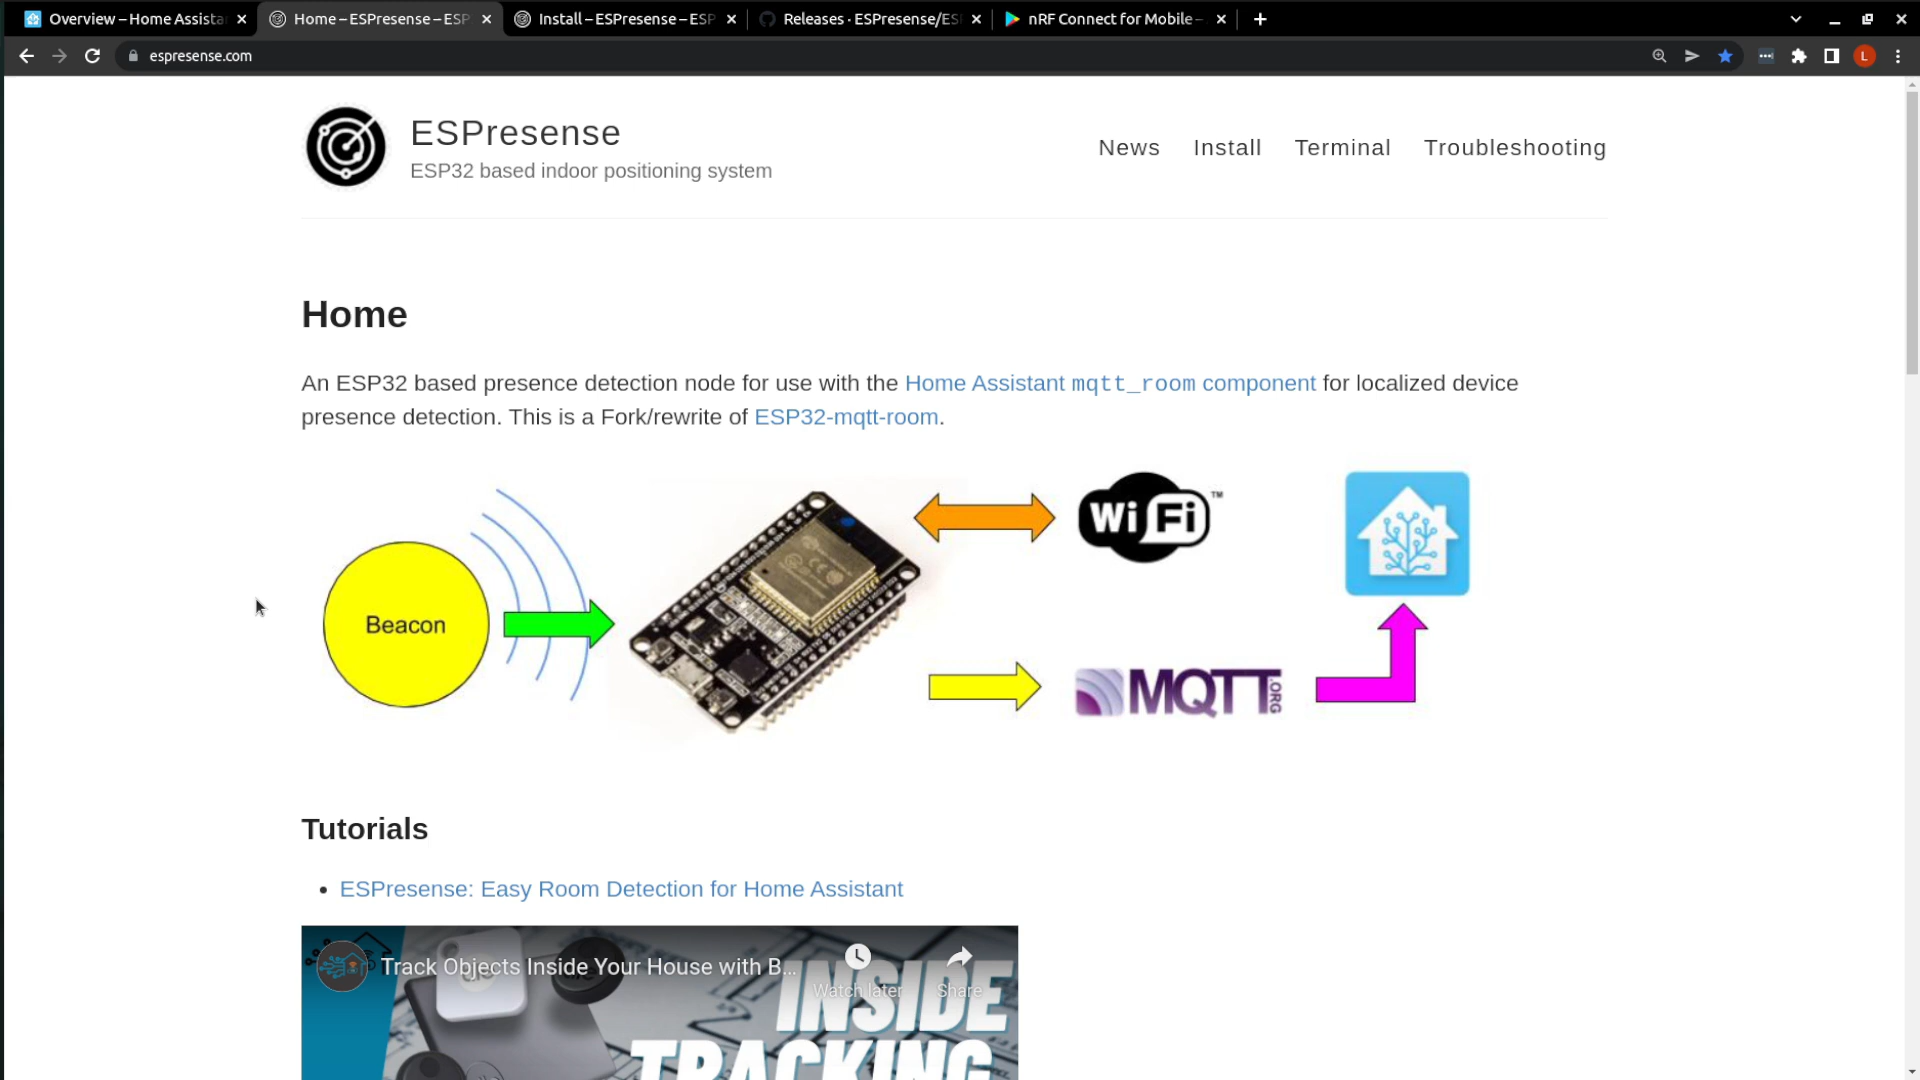 Overview – Home Assista
Home – ESPresense – ESP
Install – ESPresense – ESP
Releases · ESPresense/ES
nRF Connect for Mobile –
espresense.com
L
ESPresense
ESP32 based indoor positioning system
News
Install
Terminal
Troubleshooting
Home
An ESP32 based presence detection node for use with the Home Assistant mqtt_room component for localized device
presence detection. This is a Fork/rewrite of ESP32-mqtt-room.
Beacon
Wi Fi ™
MQTT .ORG
Tutorials
ESPresense: Easy Room Detection for Home Assistant
Track Objects Inside Your House with B...
Watch later
Share
INSIDE
TRACKING